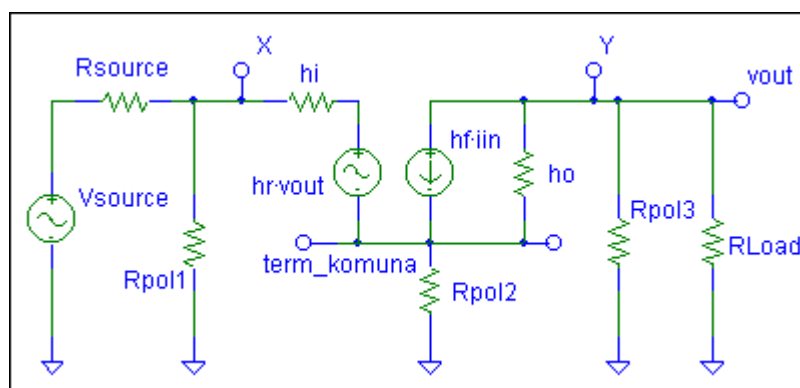 X
Y
Rsource
hi
vout
hf·iin
hr·vout
ho
Vsource
Rpol3
RLoad
Rpol1
term_komuna
Rpol2